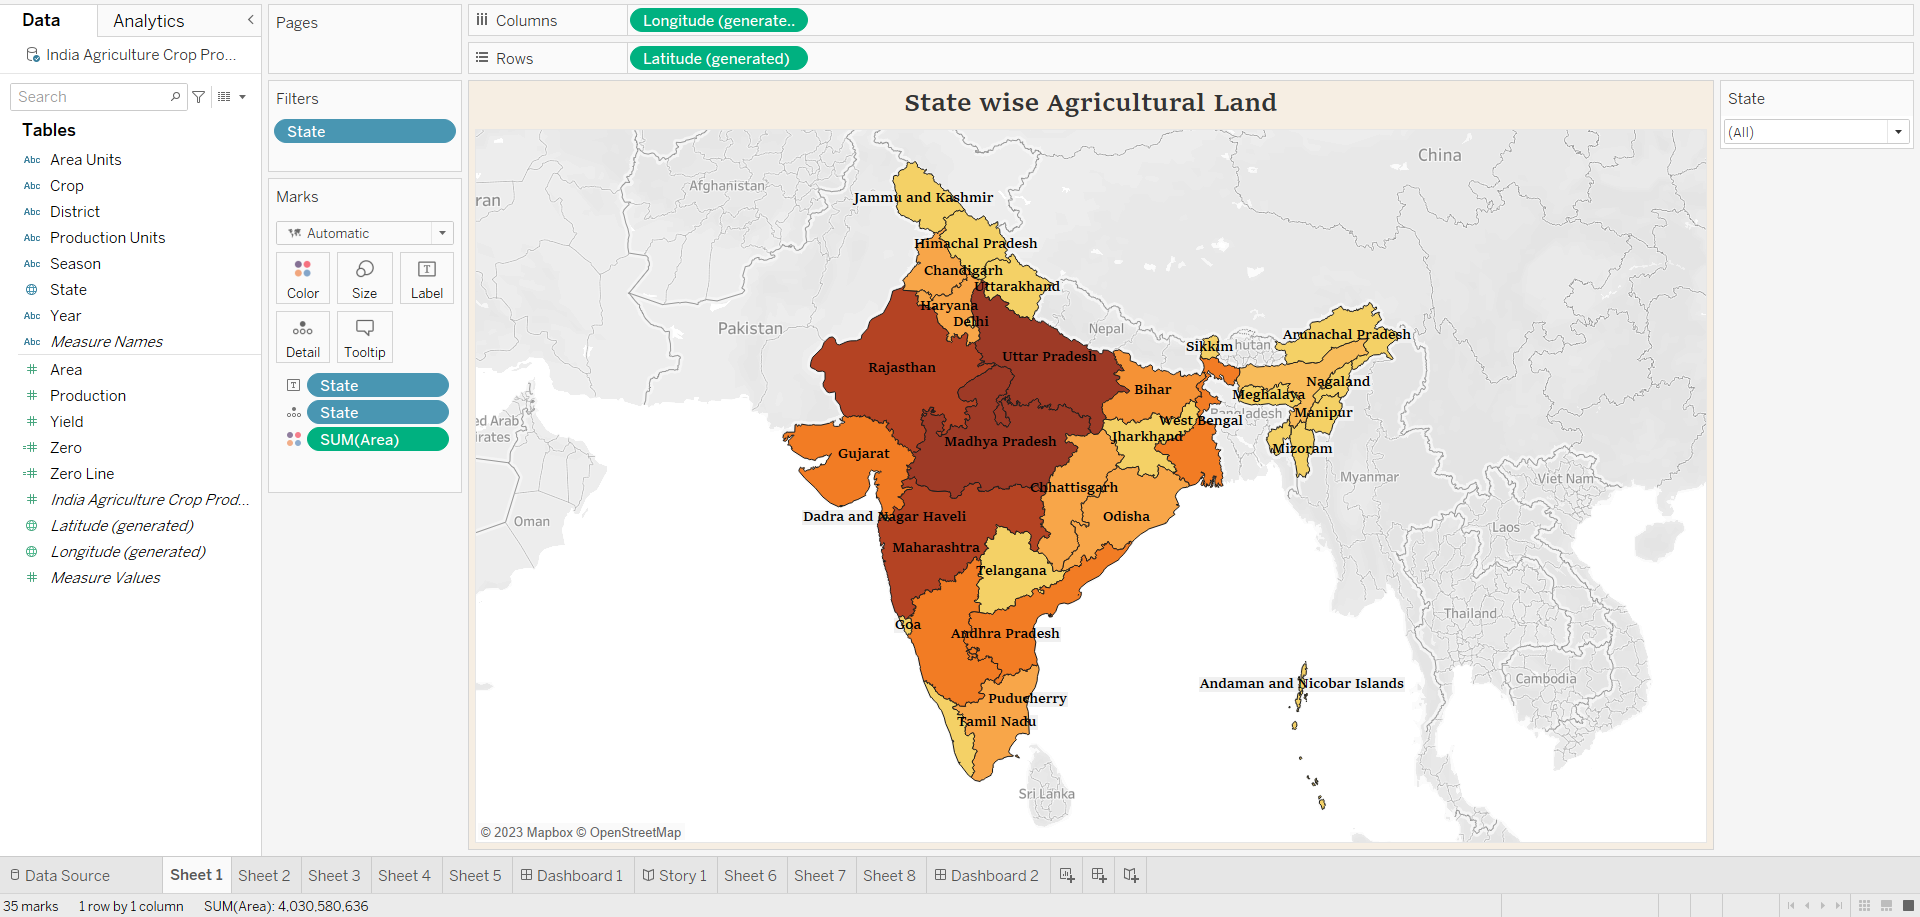 Data
Analytics
India Agriculture Crop Pro...
Search
Tables
Abc Area Units
Abc Crop
Abc District
Abc Production Units
Abc Season
State
Abc Year
Abc Measure Names
# Area
# Production
# Yield
=# Zero
=# Zero Line
# India Agriculture Crop Prod...
Latitude (generated)
Longitude (generated)
# Measure Values
Pages
Filters
State
Marks
Automatic
Color
Size
Label
Detail
Tooltip
State
State
SUM(Area)
Columns
Longitude (generate..
Rows
Latitude (generated)
State wise Agricultural Land
China
Afghanistan
ran
Jammu and Kashmir
Himachal Pradesh
Chandigarh
Uttarakhand
Haryana
Delhi
Pakistan
Nepal
Arunachal Pradesh
Sikkim
hutan
Uttar Pradesh
Rajasthan
Bihar
Nagaland
Meghalaya
Manipur
Bangladesh
West Bengal
ed Arab
irates
Jharkhand
Madhya Pradesh
Mizoram
Gujarat
Myanmar
Viet Nam
Chhattisgarh
Dadra and Nagar Haveli
Odisha
Oman
Laos
Maharashtra
Telangana
Thailand
Goa
Andhra Pradesh
Cambodia
Andaman and Nicobar Islands
Puducherry
Tamil Nadu
Sri Lanka
© 2023 Mapbox © OpenStreetMap
State
(All)
Data Source
Sheet 1
Sheet 2
Sheet 3
Sheet 4
Sheet 5
Dashboard 1
Story 1
Sheet 6
Sheet 7
Sheet 8
Dashboard 2
35 marks
1 row by 1 column
SUM(Area): 4,030,580,636